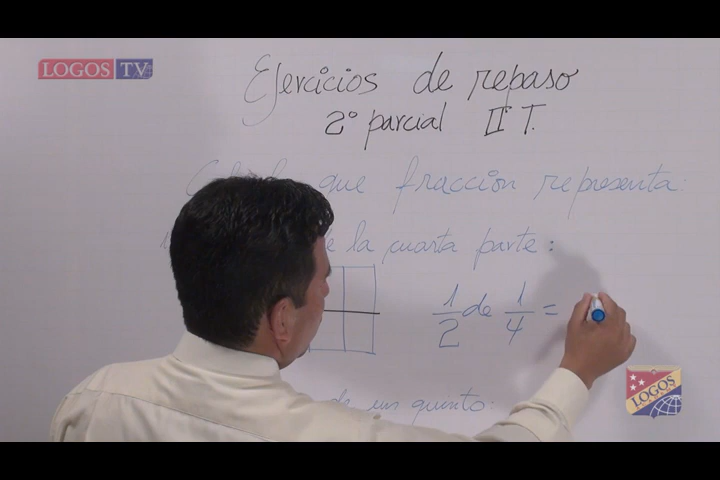 LOGOS TV
Ejercicios de repaso
2° parcial II T.
que fracción representa:
la cuarta parte:
1/2 de 1/4 =
de un quinto:
LOGOS